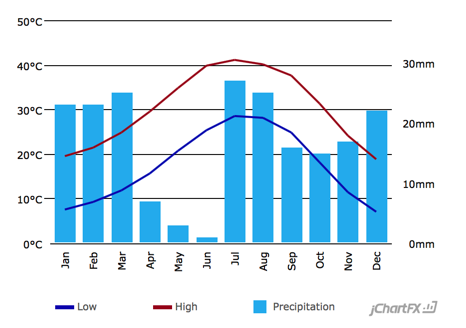 50°C
40°C
30°C
20°C
10°C
0°C
30mm
20mm
10mm
0mm
Jan
Feb
Mar
Apr
May
Jun
Jul
Aug
Sep
Oct
Nov
Dec
Low
High
Precipitation
jChartFX